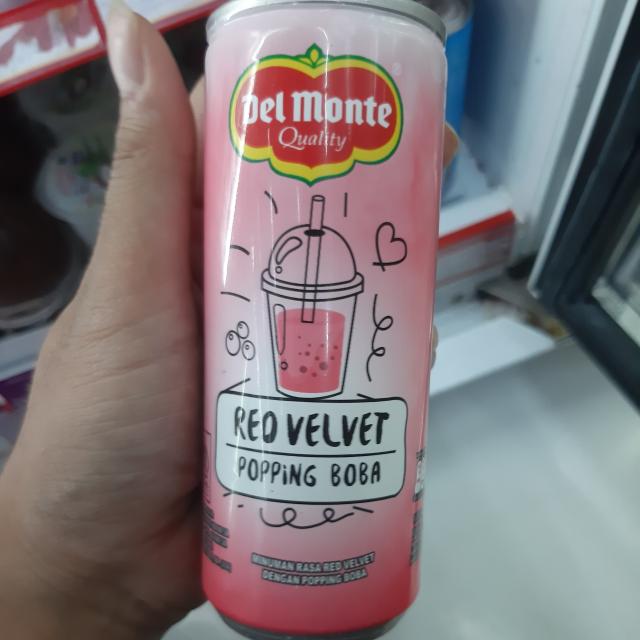 Del Monte
Quality
RED VELVET
POPPING BOBA
MINUMAN RASA RED VELVET
DENGAN POPPING BOBA